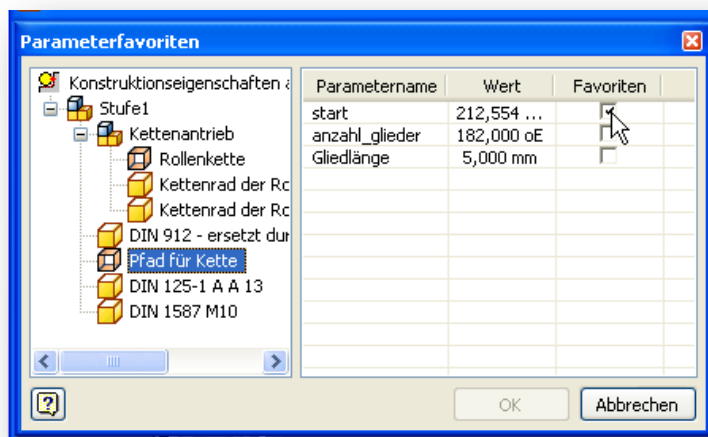 Parameterfavoriten
Konstruktionseigenschaften a
Stufe1
Kettenantrieb
Rollenkette
Kettenrad der Ro
Kettenrad der Ro
DIN 912 - ersetzt dur
Pfad für Kette
DIN 125-1 A A 13
DIN 1587 M10
Parametername Wert Favoriten
start 212,554 ...
anzahl_glieder 182,000 oE
Gliedlänge 5,000 mm
OK Abbrechen